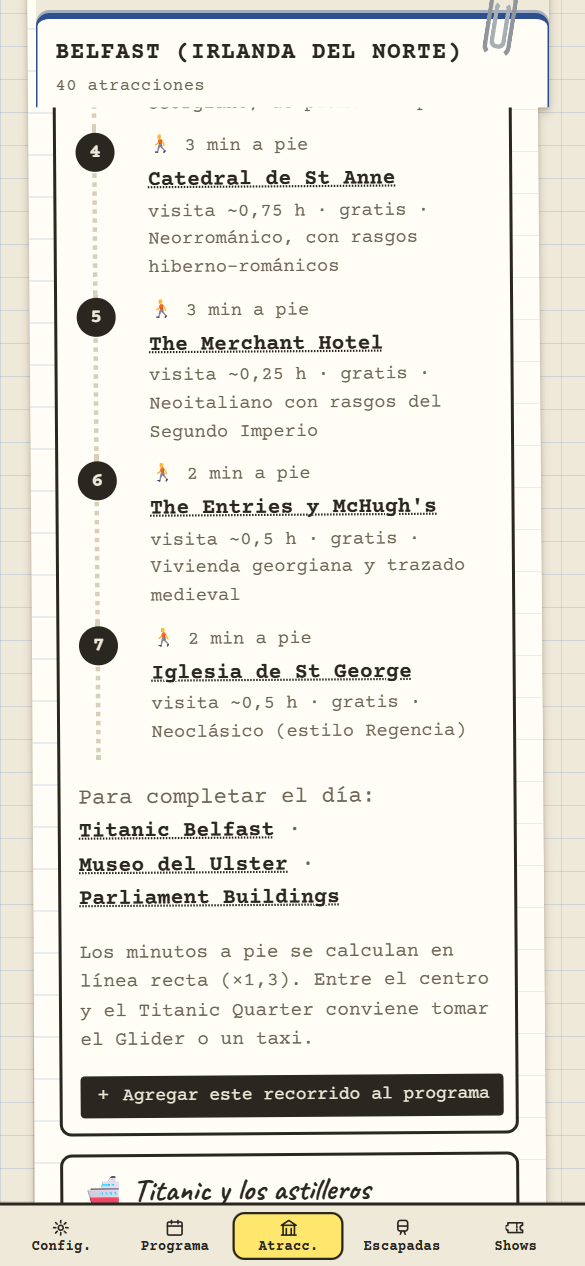 BELFAST (IRLANDA DEL NORTE)
40 atracciones
4
3 min a pie
Catedral de St Anne
visita ~0,75 h · gratis ·
Neorrománico, con rasgos
hiberno-románicos
5
3 min a pie
The Merchant Hotel
visita ~0,25 h · gratis ·
Neoitaliano con rasgos del
Segundo Imperio
6
2 min a pie
The Entries y McHugh's
visita ~0,5 h · gratis ·
Vivienda georgiana y trazado
medieval
7
2 min a pie
Iglesia de St George
visita ~0,5 h · gratis ·
Neoclásico (estilo Regencia)
Para completar el día:
Titanic Belfast ·
Museo del Ulster ·
Parliament Buildings
Los minutos a pie se calculan en
línea recta (×1,3). Entre el centro
y el Titanic Quarter conviene tomar
el Glider o un taxi.
+ Agregar este recorrido al programa
Titanic y los astilleros
Config. Programa Atracc. Escapadas Shows